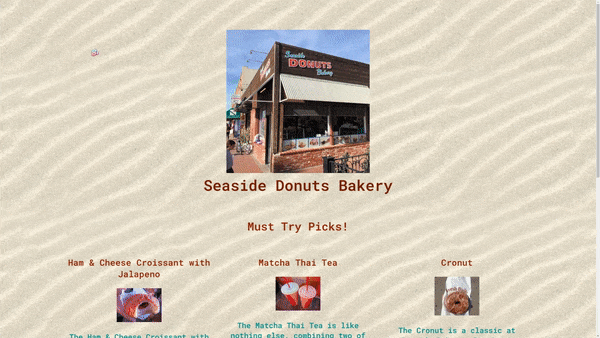 Seaside
DONUTS
Bakery
Seaside Donuts Bakery
Must Try Picks!
Ham & Cheese Croissant with
Jalapeno
Matcha Thai Tea
Cronut
The Ham & Cheese Croissant with
The Matcha Thai Tea is like
nothing else, combining two of
The Cronut is a classic at